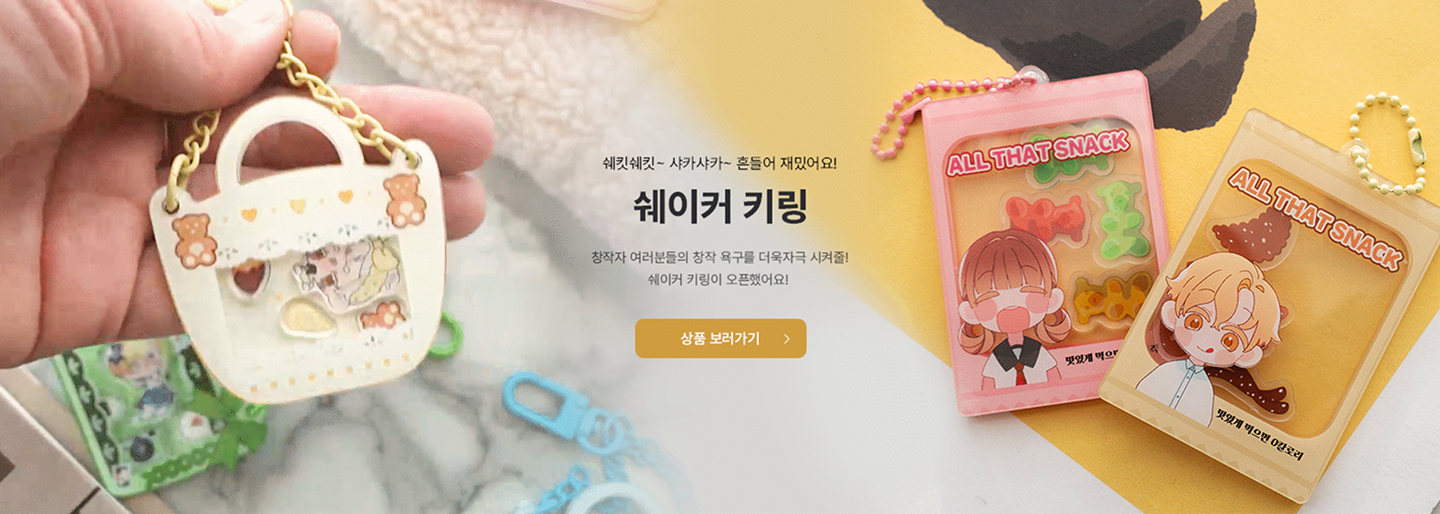 쉐킷쉐킷~ 샤카샤카~ 흔들어 재밌어요!
쉐이커 키링
창작자 여러분들의 창작 욕구를 더욱자극 시켜줄!
쉐이커 키링이 오픈했어요!
상품 보러가기
ALL THAT SNACK
맛있게 먹으면
ALL THAT SNACK
맛있게 먹으면 0칼로리